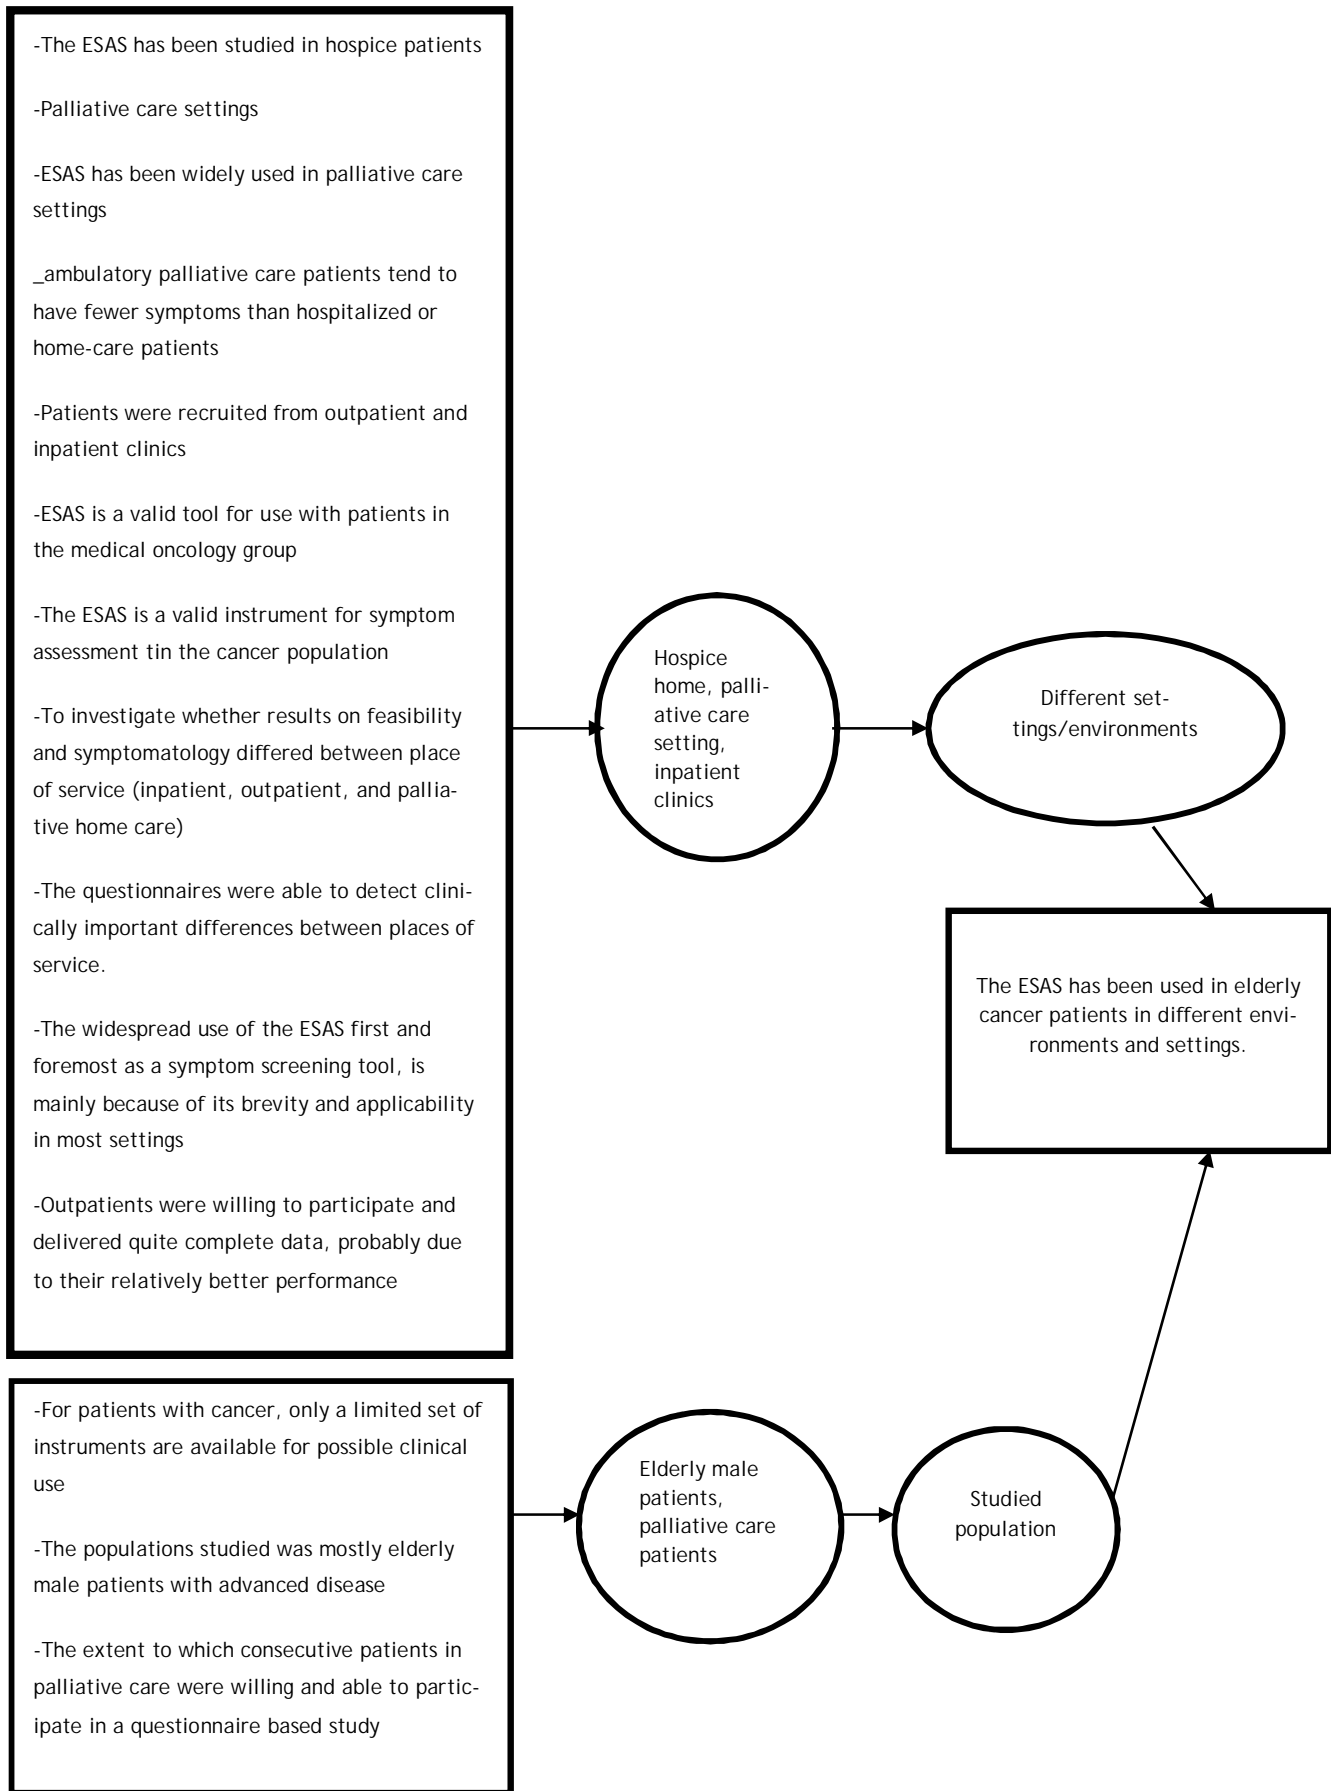 -The ESAS has been studied in hospice patients
-Palliative care settings
-ESAS has been widely used in palliative care
settings
_ambulatory palliative care patients tend to
have fewer symptoms than hospitalized or
home-care patients
-Patients were recruited from outpatient and
inpatient clinics
-ESAS is a valid tool for use with patients in
the medical oncology group
-The ESAS is a valid instrument for symptom
assessment tin the cancer population
-To investigate whether results on feasibility
and symptomatology differed between place
of service (inpatient, outpatient, and pallia-
tive home care)
-The questionnaires were able to detect clini-
cally important differences between places of
service.
-The widespread use of the ESAS first and
foremost as a symptom screening tool, is
mainly because of its brevity and applicability
in most settings
-Outpatients were willing to participate and
delivered quite complete data, probably due
to their relatively better performance
Hospice
home, palli-
ative care
setting,
inpatient
clinics
Different set-
tings/environments
The ESAS has been used in elderly
cancer patients in different envi-
ronments and settings.
-For patients with cancer, only a limited set of
instruments are available for possible clinical
use
-The populations studied was mostly elderly
male patients with advanced disease
-The extent to which consecutive patients in
palliative care were willing and able to partic-
ipate in a questionnaire based study
Elderly male
patients,
palliative care
patients
Studied
population